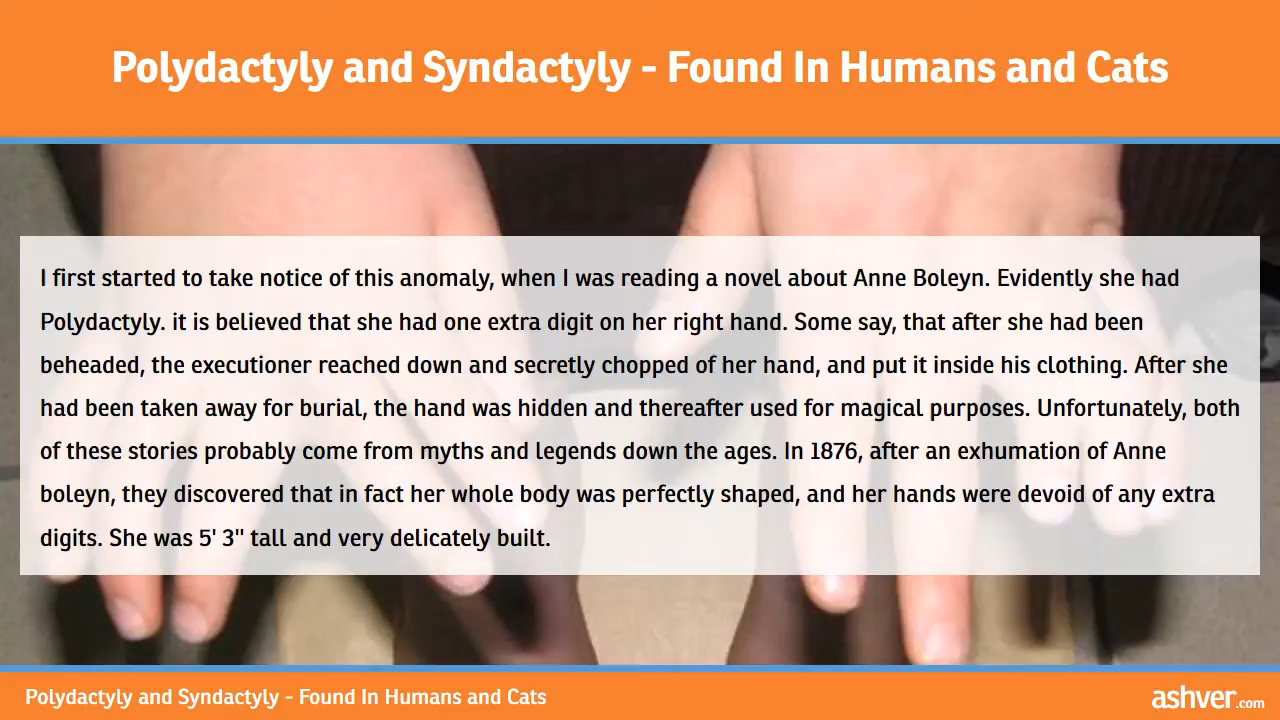 Polydactyly and Syndactyly - Found In Humans and Cats
I first started to take notice of this anomaly, when I was reading a novel about Anne Boleyn. Evidently she had
Polydactyly. it is believed that she had one extra digit on her right hand. Some say, that after she had been
beheaded, the executioner reached down and secretly chopped of her hand, and put it inside his clothing. After she
had been taken away for burial, the hand was hidden and thereafter used for magical purposes. Unfortunately, both
of these stories probably come from myths and legends down the ages. In 1876, after an exhumation of Anne
boleyn, they discovered that in fact her whole body was perfectly shaped, and her hands were devoid of any extra
digits. She was 5' 3" tall and very delicately built.
Polydactyly and Syndactyly - Found In Humans and Cats
ashver.com